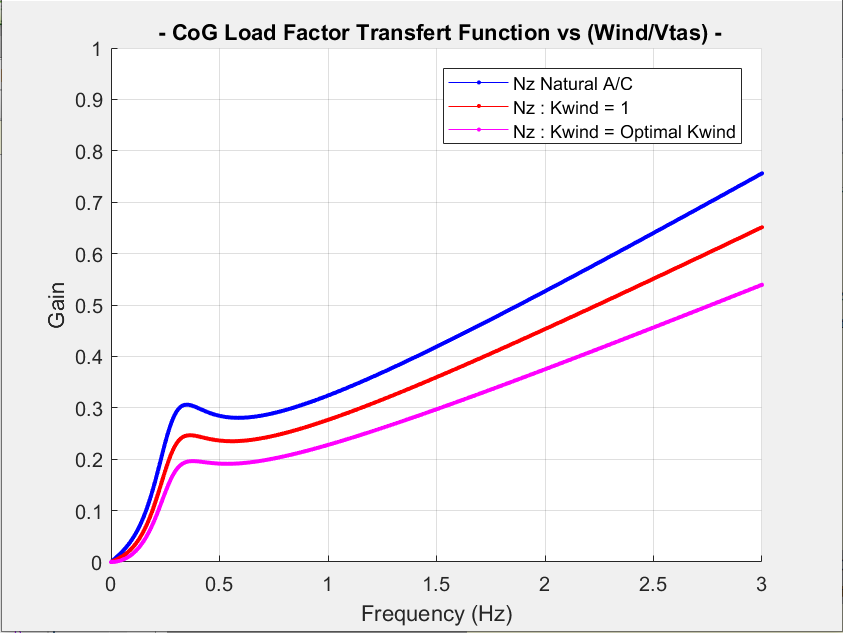 - CoG Load Factor Transfert Function vs (Wind/Vtas) -
Nz Natural A/C
Nz : Kwind = 1
Nz : Kwind = Optimal Kwind
1
0.9
0.8
0.7
0.6
0.5
0.4
0.3
0.2
0.1
0
Gain
0 0.5 1 1.5 2 2.5 3
Frequency (Hz)